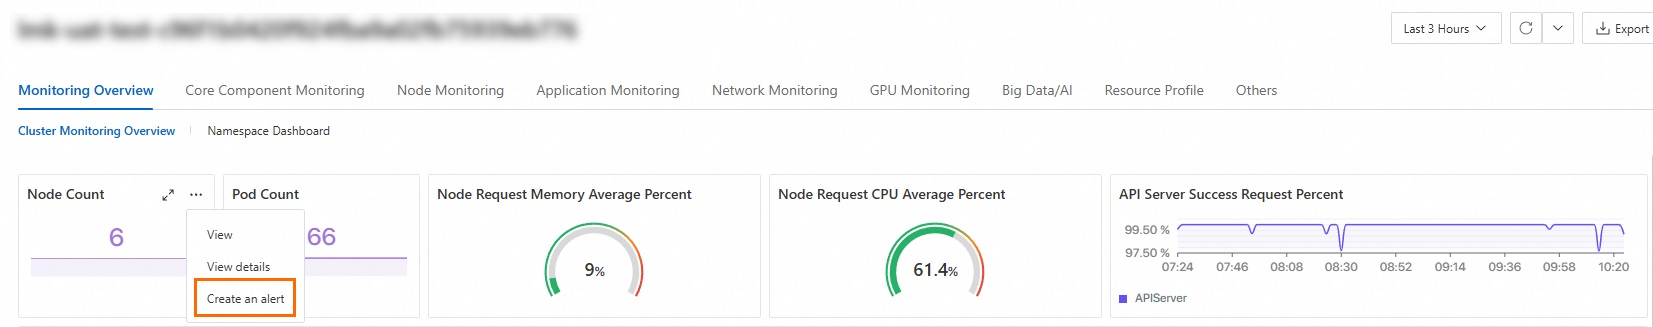 Last 3 Hours
Export
Monitoring Overview
Core Component Monitoring
Node Monitoring
Application Monitoring
Network Monitoring
GPU Monitoring
Big Data/AI
Resource Profile
Others
Cluster Monitoring Overview
Namespace Dashboard
Node Count
6
View
View details
Create an alert
Pod Count
66
Node Request Memory Average Percent
9%
Node Request CPU Average Percent
61.4%
API Server Success Request Percent
99.50 %
97.50 %
07:24 07:46 08:08 08:30 08:52 09:14 09:36 09:58 10:20
APIServer